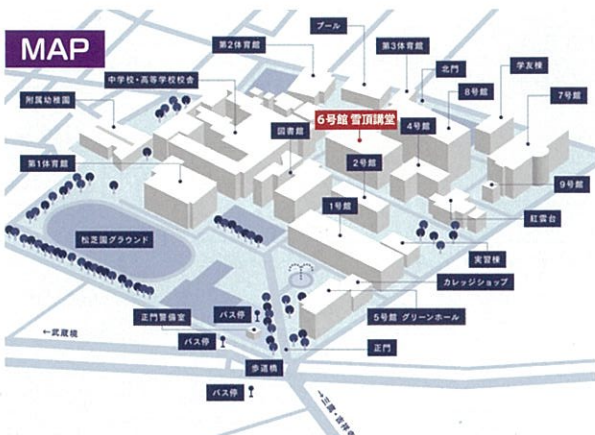 MAP
プール
第2体育館
第3体育館
北門
学友棟
中学校・高等学校校舎
8号館
7号館
附属幼稚園
6号館 雪頂講堂
図書館
4号館
第1体育館
2号館
9号館
1号館
紅雲台
松芝園グラウンド
実習棟
カレッジショップ
正門警備室
バス停
5号館 グリーンホール
←武蔵境
バス停
正門
歩道橋
バス停
←三鷹・吉祥寺